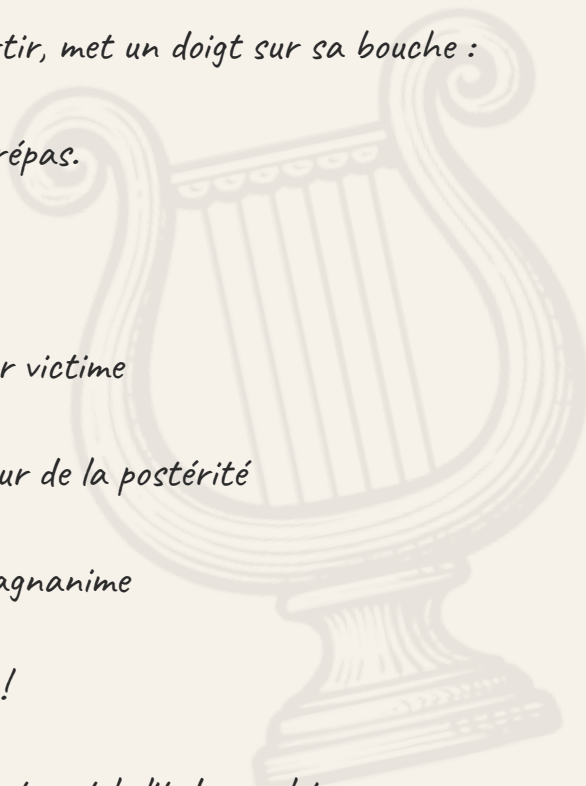 tir, met un doigt sur sa bouche :
répas.
r victime
ur de la postérité
agnanime
!